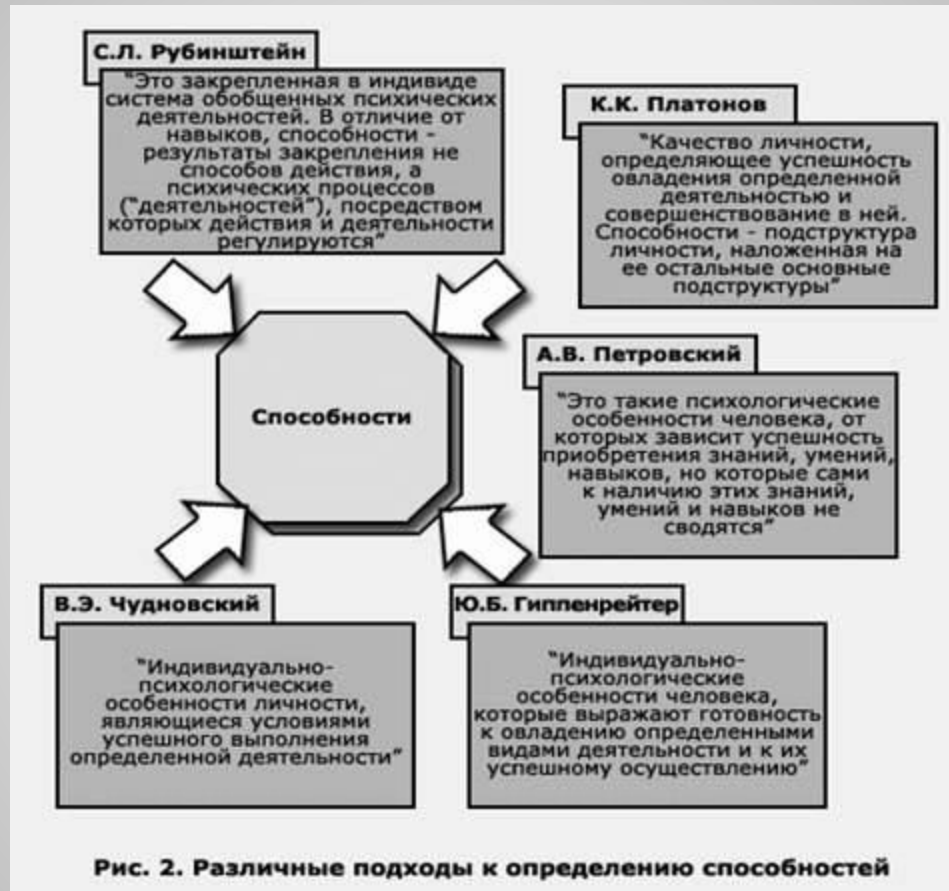 С.Л. Рубинштейн
“Это закрепленная в индивиде
система обобщенных психических
деятельностей. В отличие от
навыков, способности -
результаты закрепления не
способов действия, а
психических процессов
(“деятельностей”), посредством
которых действия и деятельности
регулируются”
К.К. Платонов
“Качество личности,
определяющее успешность
овладения определенной
деятельностью и
совершенствование в ней.
Способности - подструктура
личности, наложенная на
ее остальные основные
подструктуры”
А.В. Петровский
“Это такие психологические
особенности человека, от
которых зависит успешность
приобретения знаний, умений,
навыков, но которые сами
к наличию этих знаний,
умений и навыков не
сводятся”
Способности
В.Э. Чудновский
“Индивидуально-
психологические
особенности личности,
являющиеся условиями
успешного выполнения
определенной деятельности”
Ю.Б. Гиппенрейтер
“Индивидуально-
психологические
особенности человека,
которые выражают готовность
к овладению определенными
видами деятельности и к их
успешному осуществлению”
Рис. 2. Различные подходы к определению способностей